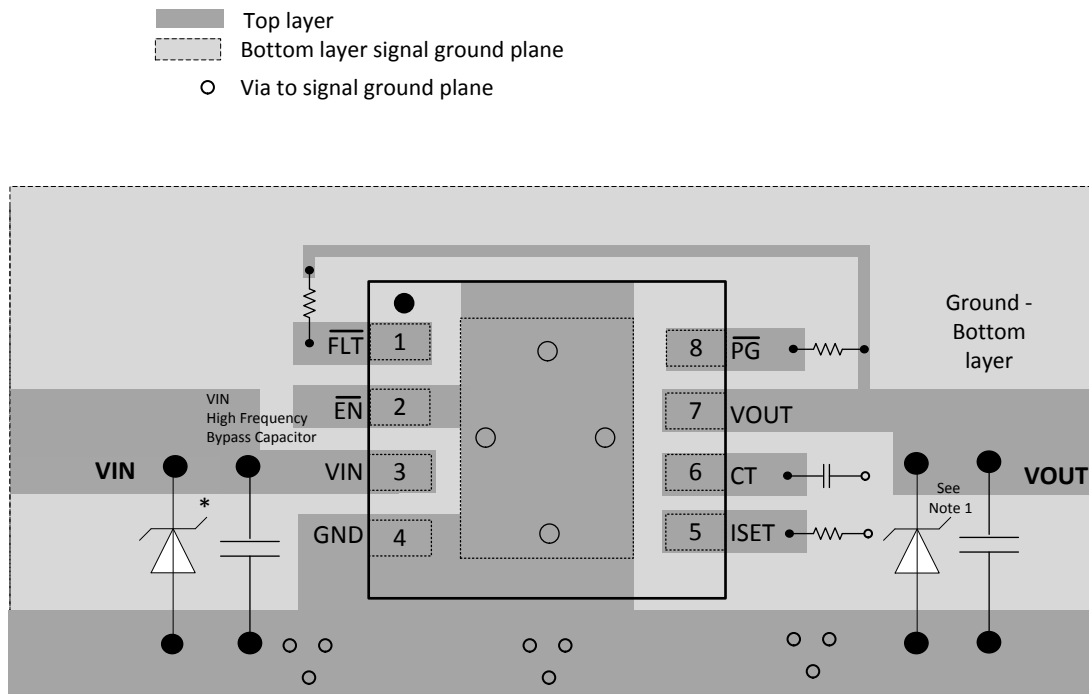 Top layer
Bottom layer signal ground plane
Via to signal ground plane
FLT
1
8
PG
Ground -
Bottom
layer
EN
2
7
VOUT
VIN
High Frequency
Bypass Capacitor
VIN
VIN
3
6
CT
VOUT
*
See
Note 1
GND
4
5
ISET